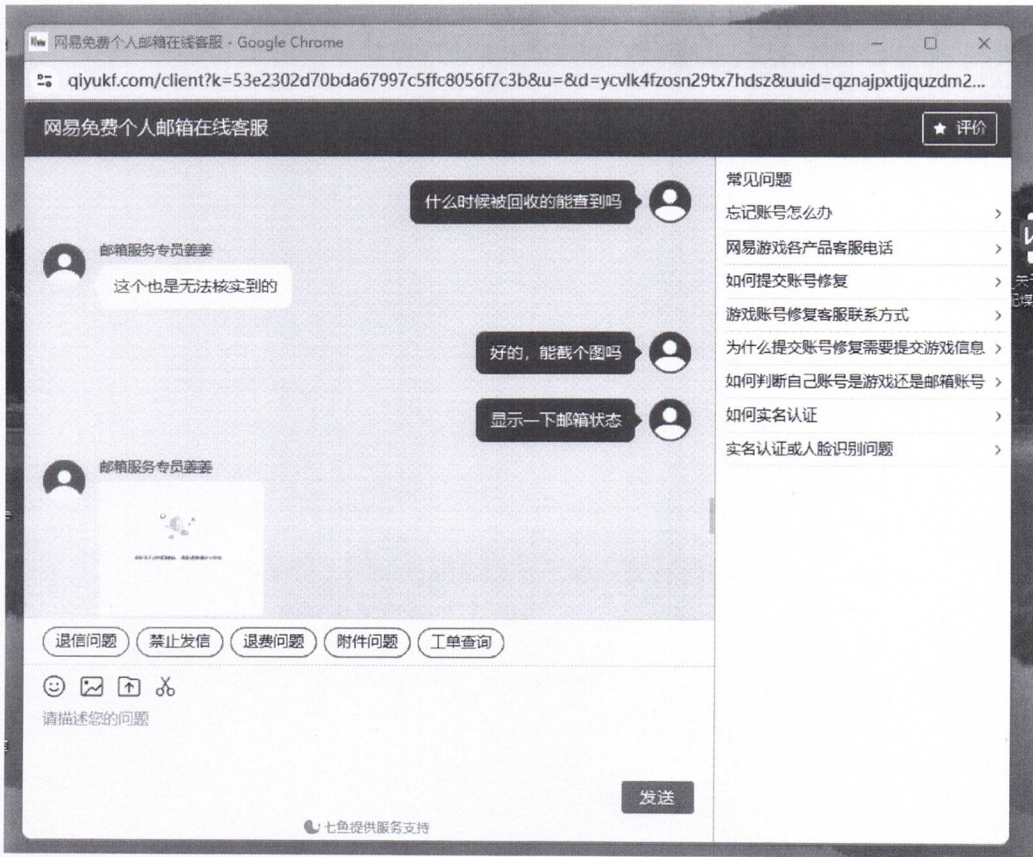 网易免费个人邮箱在线客服 - Google Chrome
qiyukf.com/client?k=53e2302d70bda67997c5ffc8056f7c3b&u=&d=ycvlk4fzosn29tx7hdsz&uuid=qznajpxtijquzdm2...
网易免费个人邮箱在线客服
★ 评价
什么时候被回收的能查到吗
邮箱服务专员姜姜
这个也是无法核实到的
好的，能截个图吗
显示一下邮箱状态
邮箱服务专员姜姜
退信问题 禁止发信 退费问题 附件问题 工单查询
请描述您的问题
发送
七鱼提供服务支持
常见问题
忘记账号怎么办
网易游戏各产品客服电话
如何提交账号修复
游戏账号修复客服联系方式
为什么提交账号修复需要提交游戏信息
如何判断自己账号是游戏还是邮箱账号
如何实名认证
实名认证或人脸识别问题